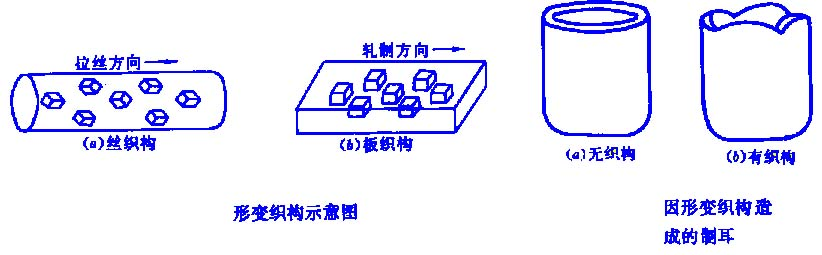 拉丝方向
轧制方向
(a)丝织构
(b)板织构
(a)无织构
(b)有织构
形变织构示意图
因形变织构造
成的制耳